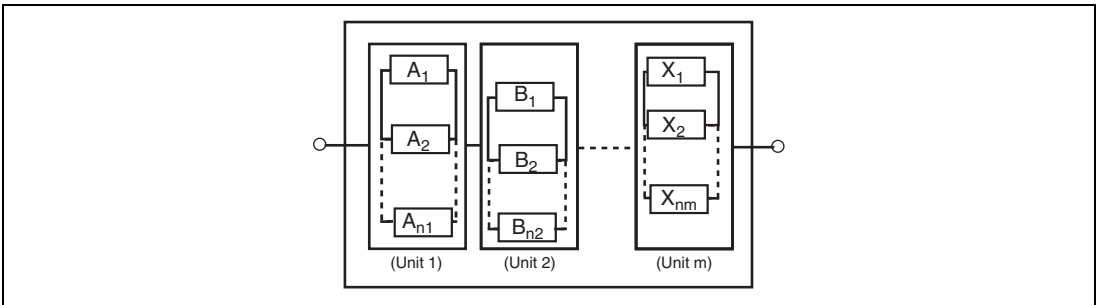 A1
A2
An1
(Unit 1)
B1
B2
Bn2
(Unit 2)
X1
X2
Xnm
(Unit m)